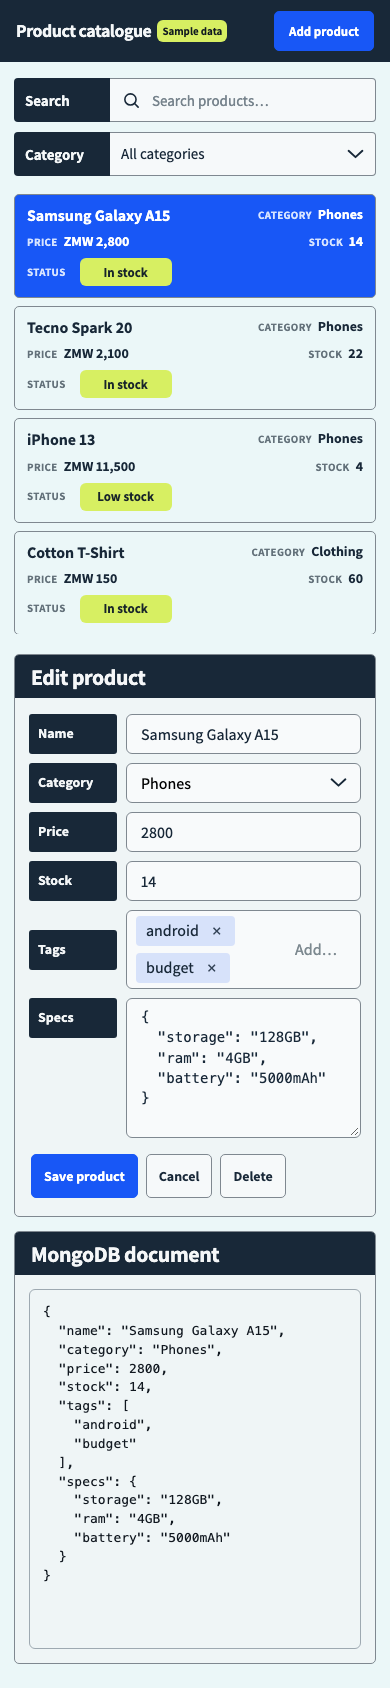 Product catalogue Sample data Add product
Search Search products...
Category All categories
Samsung Galaxy A15 CATEGORY Phones
PRICE ZMW 2,800 STOCK 14
STATUS In stock
Tecno Spark 20 CATEGORY Phones
PRICE ZMW 2,100 STOCK 22
STATUS In stock
iPhone 13 CATEGORY Phones
PRICE ZMW 11,500 STOCK 4
STATUS Low stock
Cotton T-Shirt CATEGORY Clothing
PRICE ZMW 150 STOCK 60
STATUS In stock
Edit product
Name Samsung Galaxy A15
Category Phones
Price 2800
Stock 14
Tags android × Add...
budget ×
Specs {
"storage": "128GB",
"ram": "4GB",
"battery": "5000mAh"
}
Save product Cancel Delete
MongoDB document
{
"name": "Samsung Galaxy A15",
"category": "Phones",
"price": 2800,
"stock": 14,
"tags": [
"android",
"budget"
],
"specs": {
"storage": "128GB",
"ram": "4GB",
"battery": "5000mAh"
}
}